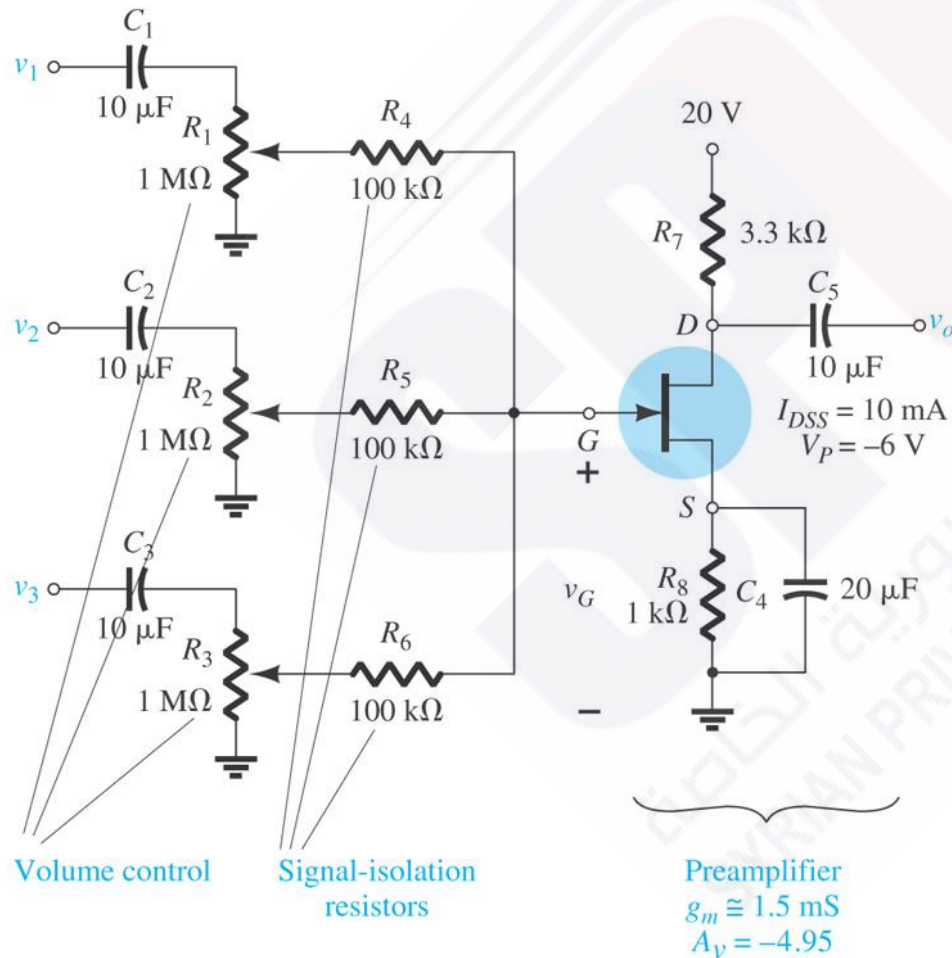 C1
v1
10 μF
R1
1 MΩ
R4
100 kΩ
20 V
R7
3.3 kΩ
C2
v2
10 μF
R2
1 MΩ
R5
100 kΩ
D
C5
vo
10 μF
IDSS = 10 mA
VP = –6 V
G
+
S
C3
v3
10 μF
R3
1 MΩ
R6
100 kΩ
vG
–
R8
1 kΩ
C4
20 μF
Volume control
Signal-isolation
resistors
Preamplifier
gm ≅ 1.5 mS
Av = –4.95
SYRIAN PRI